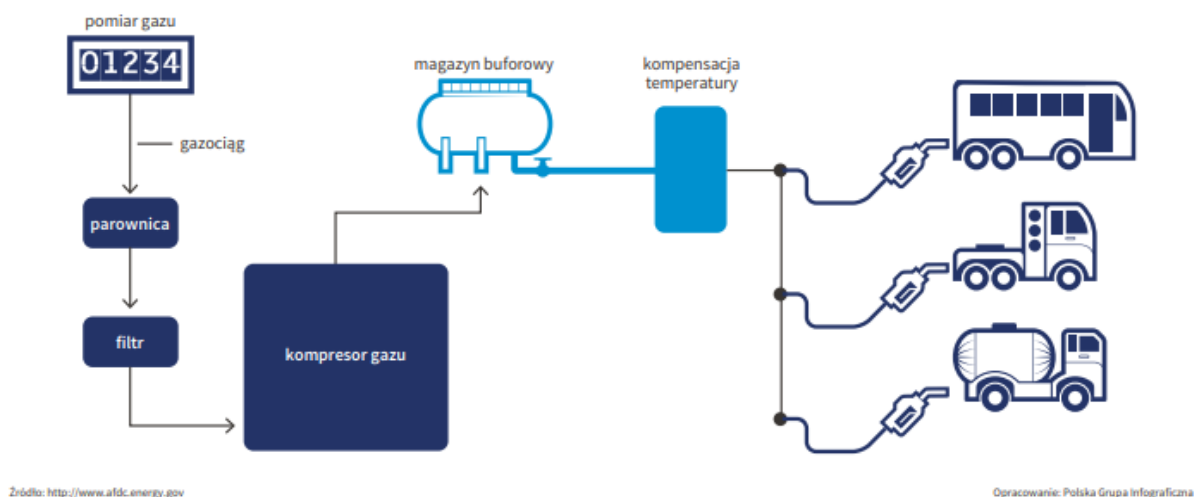 pomiar gazu
01234
gazociąg
parownica
filtr
kompresor gazu
magazyn buforowy
kompensacja
temperatury
Źródło: http://www.afdc.energy.gov
Opracowanie: Polska Grupa Infograficzna